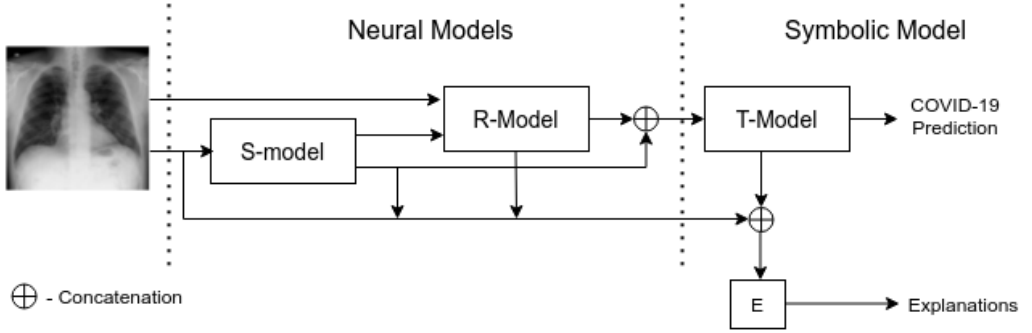 Neural Models
Symbolic Model
R-Model
T-Model
COVID-19
Prediction
S-model
- Concatenation
E
Explanations